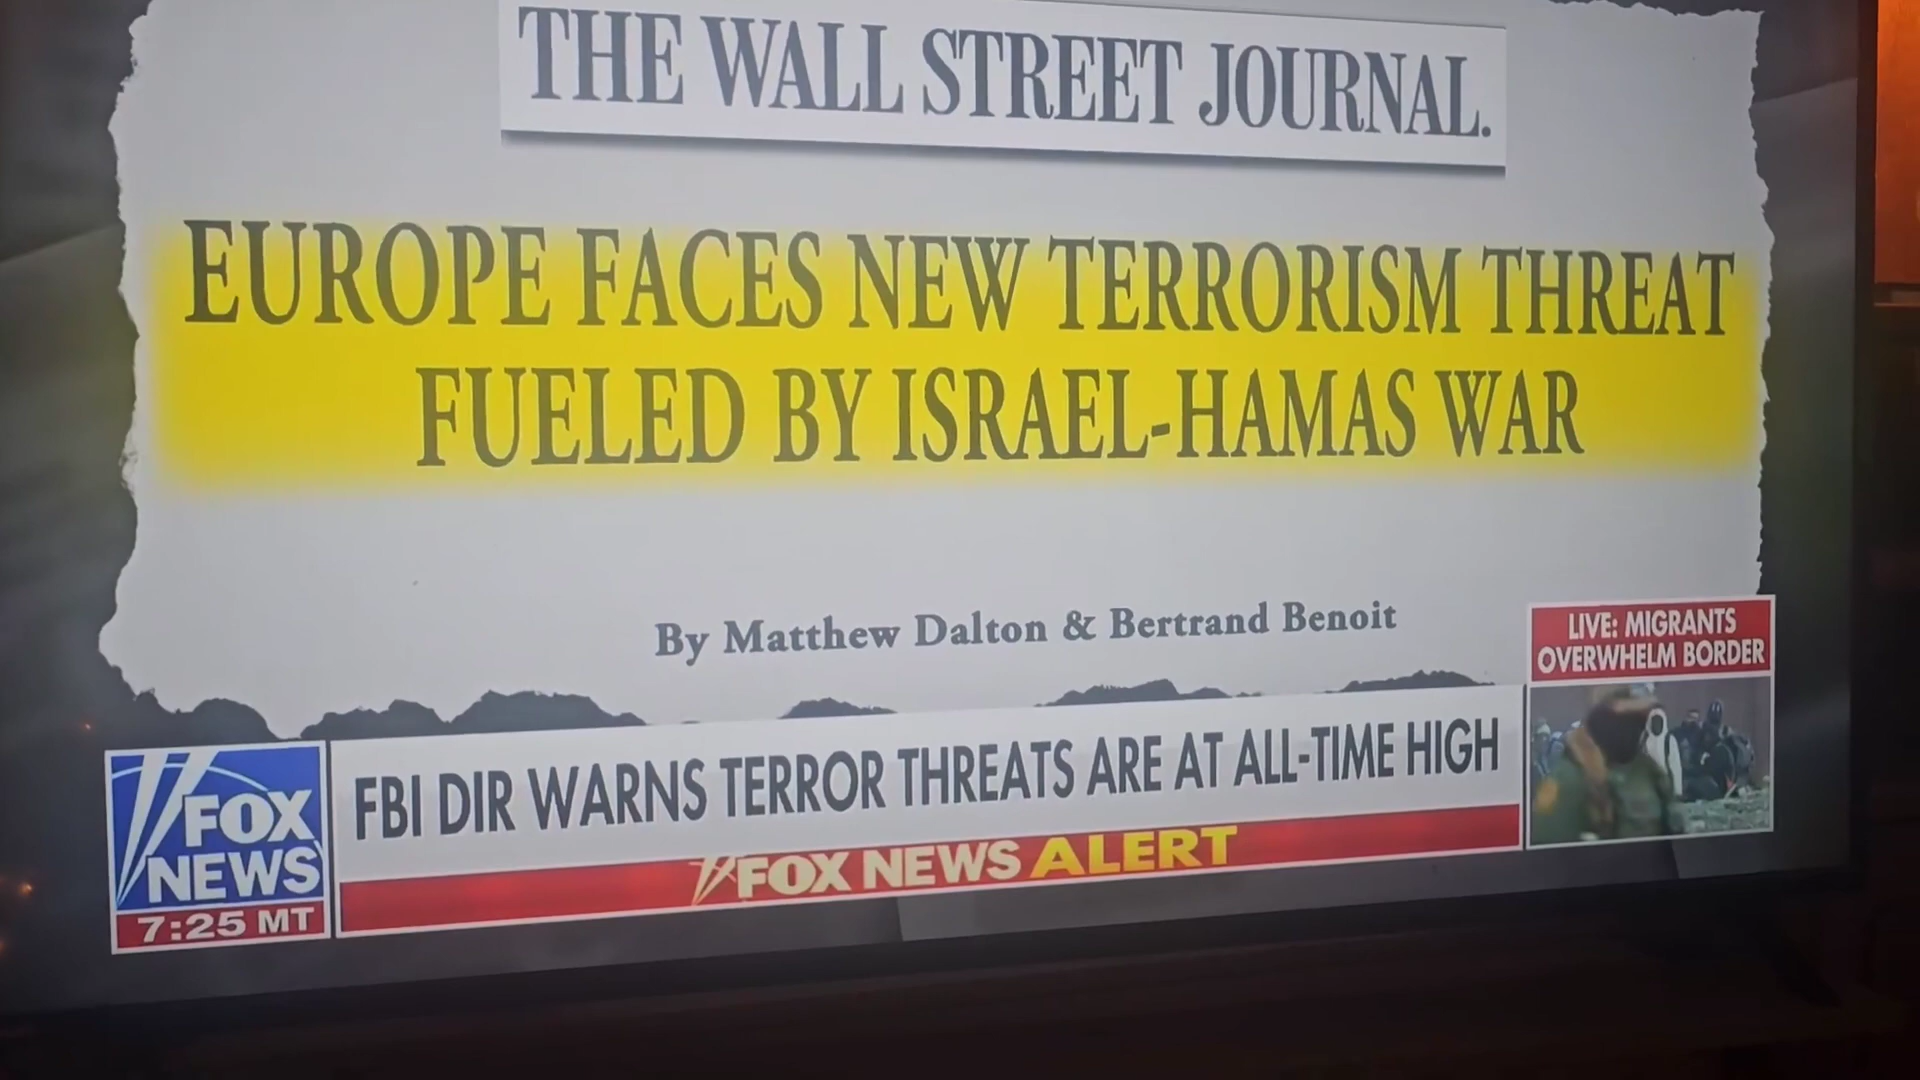 THE WALL STREET JOURNAL.
EUROPE FACES NEW TERRORISM THREAT
FUELED BY ISRAEL-HAMAS WAR
By Matthew Dalton & Bertrand Benoit
LIVE: MIGRANTS
OVERWHELM BORDER
FBI DIR WARNS TERROR THREATS ARE AT ALL-TIME HIGH
FOX NEWS ALERT
FOX
NEWS
7:25 MT